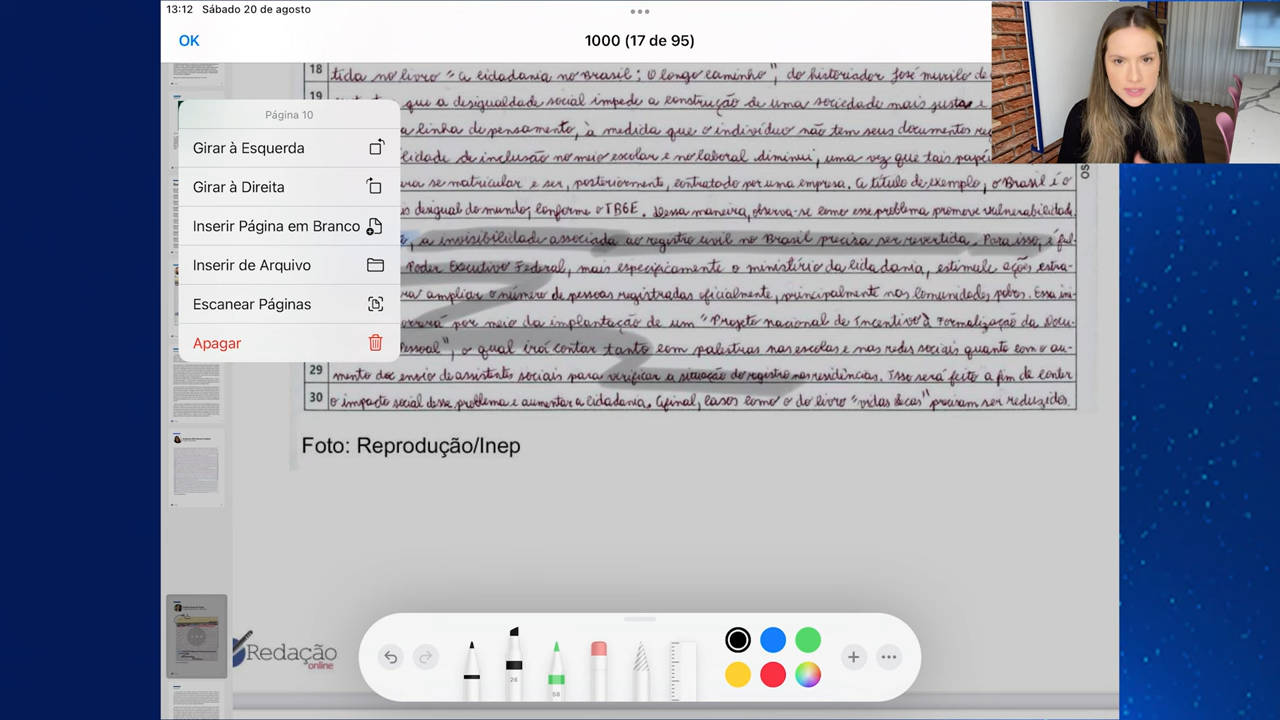 13:12 Sábado 20 de agosto
OK
1000 (17 de 95)
18 tida no livro "A cidadania no Brasil: O longo caminho", do historiador José murilo de
19 que a desigualdade social impede a construção de uma sociedade mais justa e
a linha de pensamento, à medida que o indivíduo não tem seus documentos
lidade de inclusão no meio escolar e no laboral diminui, uma vez que tais
se matricular e ser, posteriormente, contratado por uma empresa. A título de exemplo, o Brasil é o
desigual do mundo, conforme o IBGE. Dessa maneira, observa-se como esse problema promove vulnerabilidade.
, a invisibilidade associada ao registro civil no Brasil precisa ser revertida. Para isso, é ful-
Poder Executivo Federal, mais especificamente o ministério da cidadania, estimule ações estra-
ra ampliar o número de pessoas registradas oficialmente, principalmente nas comunidades pobres. Essa ini-
correrá por meio da implantação de um "Projeto nacional de Incentivo à Formalização da Docu-
Pessoal", o qual irá contar tanto com palestras nas escolas e nas redes sociais quanto com o au-
29 mento do envio de assistentes sociais para verificar a situação do registro nas residências. Isso será feito a fim de conter
30 o impacto social desse problema e aumentar a cidadania. Afinal, casos como o do livro "vidas secas" precisam ser reduzidos.
Página 10
Girar à Esquerda
Girar à Direita
Inserir Página em Branco
Inserir de Arquivo
Escanear Páginas
Apagar
Foto: Reprodução/Inep
Redação
online
26
58